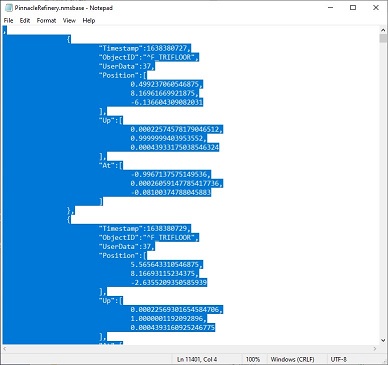 PinnacleRefinery.nmsbase - Notepad
File Edit Format View Help
,
{
"Timestamp":1638380727,
"ObjectID":"^F_TRIFLOOR",
"UserData":37,
"Position":[
0.499237060546875,
8.16961669921875,
-6.136604309082031
],
"Up":[
0.00022574578179046512,
0.9999999403953552,
0.00043933175038546324
],
"At":[
-0.9967137575149536,
0.00026059147785417736,
-0.08100374788045883
]
},
{
"Timestamp":1638380729,
"ObjectID":"^F_TRIFLOOR",
"UserData":37,
"Position":[
5.565643310546875,
8.16693115234375,
-2.6355209350585939
],
"Up":[
0.00022569301654584706,
1.0000001192092896,
0.0004393160925246775
],
Ln 11401, Col 4 100% Windows (CRLF) UTF-8